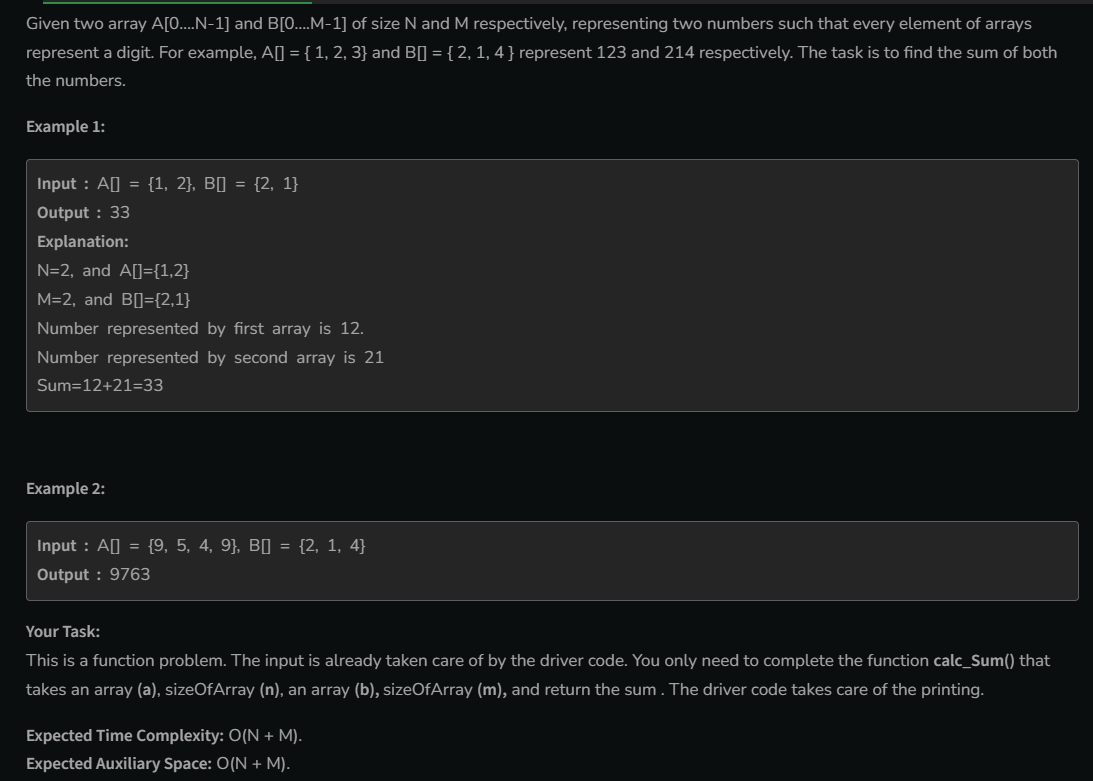 Given two array A[0....N-1] and B[0....M-1] of size N and M respectively, representing two numbers such that every element of arrays
represent a digit. For example, A[] = { 1, 2, 3} and B[] = { 2, 1, 4 } represent 123 and 214 respectively. The task is to find the sum of both
the numbers.
Example 1:
Input : A[] = {1, 2}, B[] = {2, 1}
Output : 33
Explanation:
N=2, and A[]={1,2}
M=2, and B[]={2,1}
Number represented by first array is 12.
Number represented by second array is 21
Sum=12+21=33
Example 2:
Input : A[] = {9, 5, 4, 9}, B[] = {2, 1, 4}
Output : 9763
Your Task:
This is a function problem. The input is already taken care of by the driver code. You only need to complete the function calc_Sum() that
takes an array (a), sizeOfArray (n), an array (b), sizeOfArray (m), and return the sum . The driver code takes care of the printing.
Expected Time Complexity: O(N + M).
Expected Auxiliary Space: O(N + M).